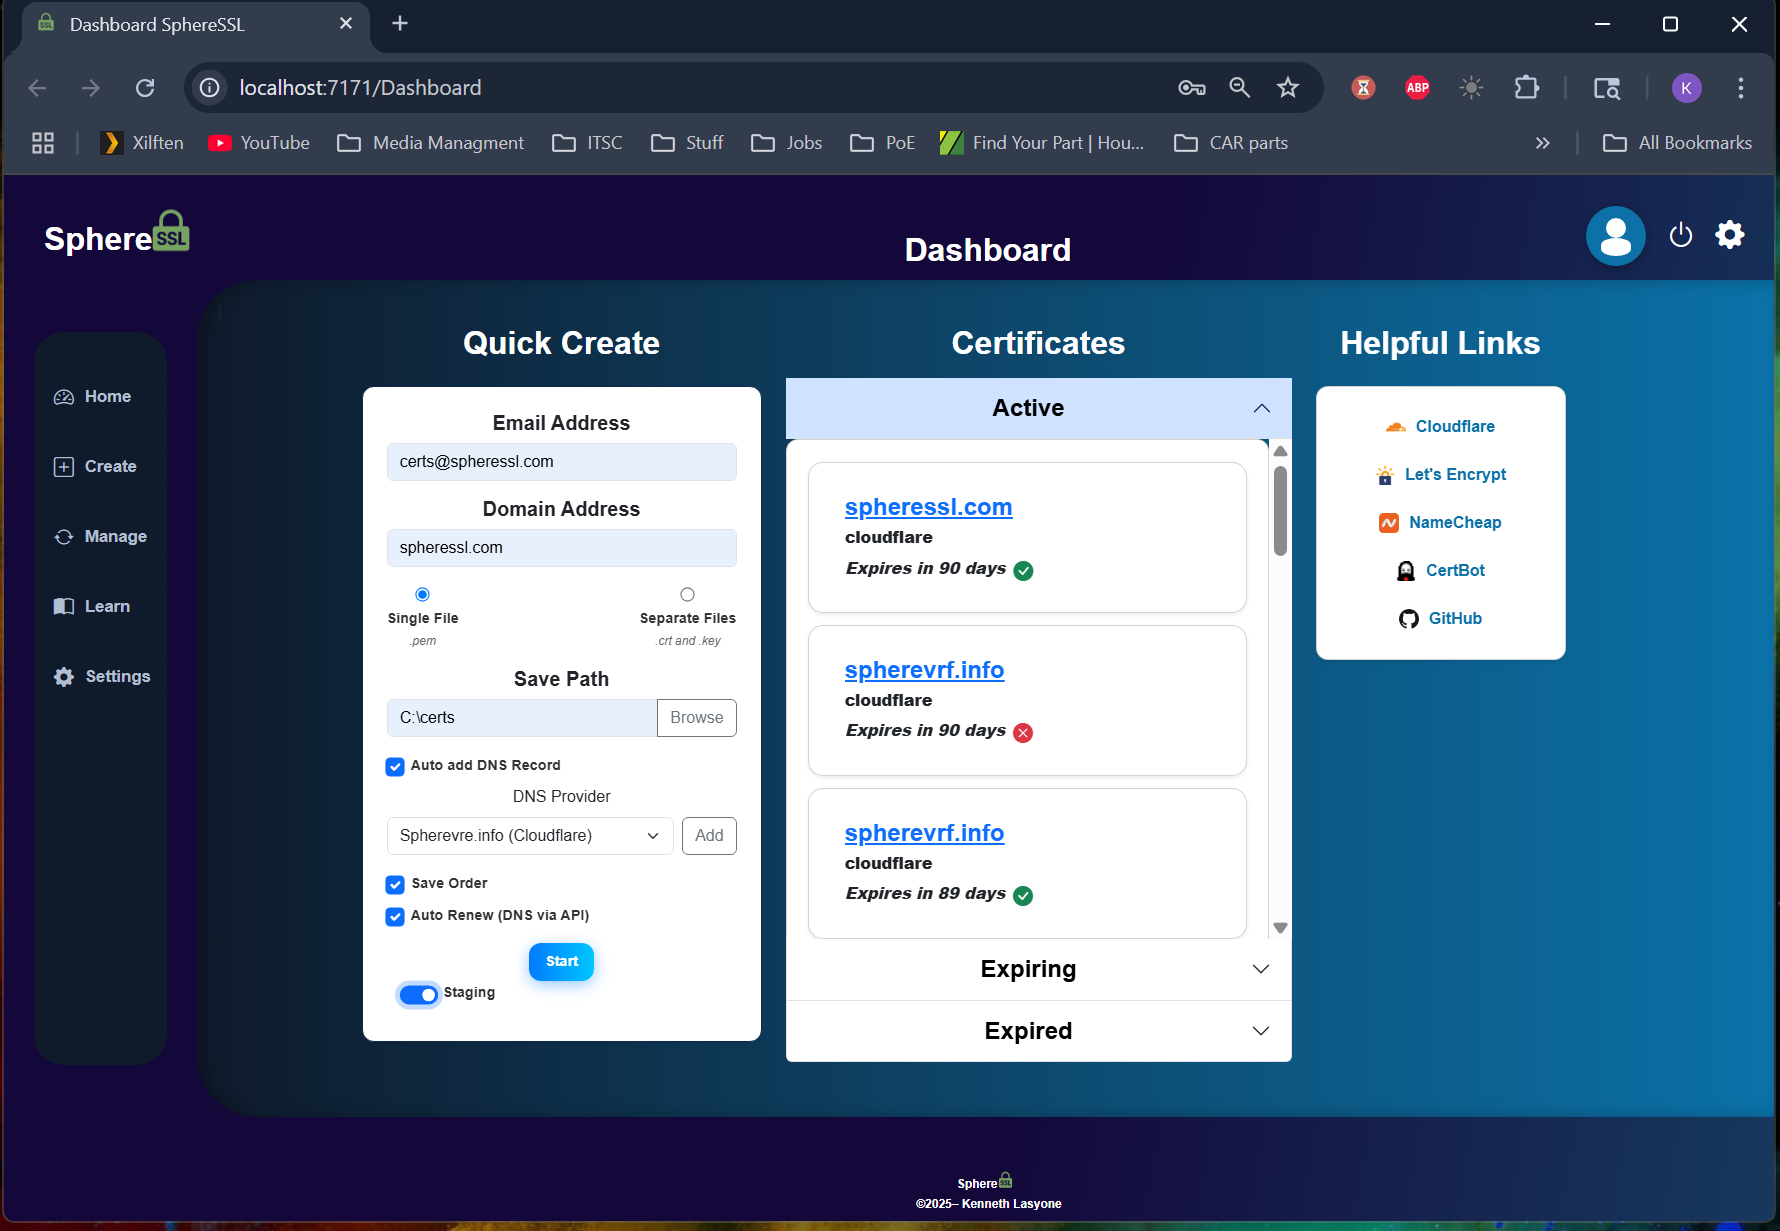 Dashboard SphereSSL
localhost:7171/Dashboard
ABP
K
Xilften
YouTube
Media Managment
ITSC
Stuff
Jobs
PoE
Find Your Part | Hou...
CAR parts
All Bookmarks
Sphere SSL
Dashboard
Home
Create
Manage
Learn
Settings
Quick Create
Email Address
certs@spheressl.com
Domain Address
spheressl.com
Single File
.pem
Separate Files
.crt and .key
Save Path
C:\certs
Browse
Auto add DNS Record
DNS Provider
Spherevre.info (Cloudflare)
Add
Save Order
Auto Renew (DNS via API)
Start
Staging
Certificates
Active
spheressl.com
cloudflare
Expires in 90 days
spherevrf.info
cloudflare
Expires in 90 days
spherevrf.info
cloudflare
Expires in 89 days
Expiring
Expired
Helpful Links
Cloudflare
Let's Encrypt
NameCheap
CertBot
GitHub
Sphere SSL
©2025– Kenneth Lasyone